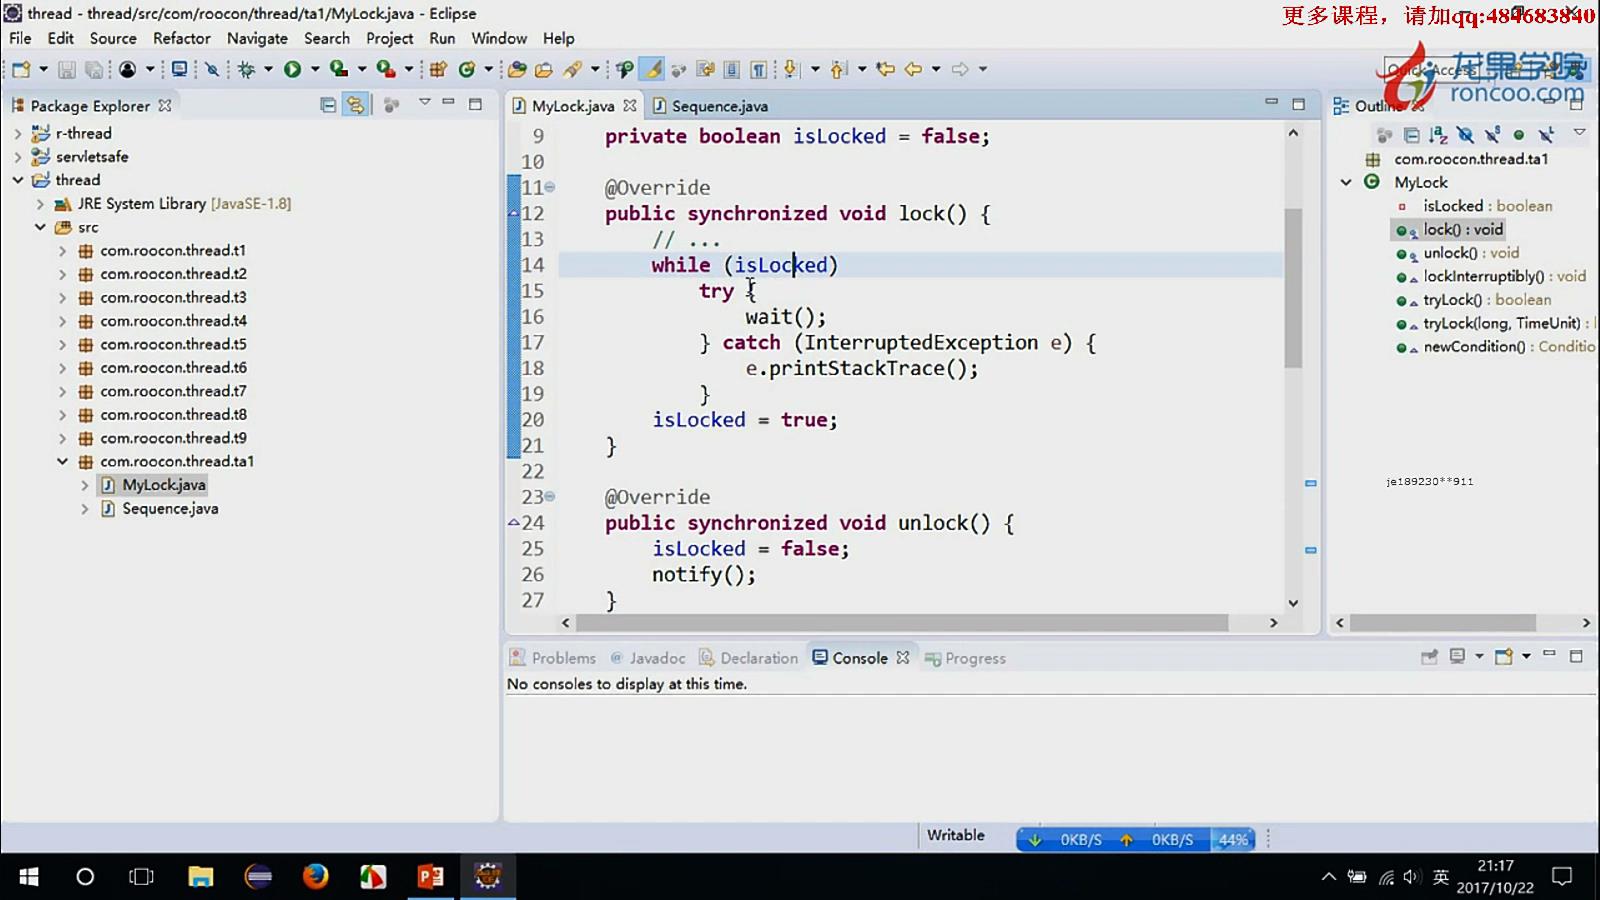 thread - thread/src/com/roocon/thread/ta1/MyLock.java - Eclipse
更多课程，请加qq:484683840
File Edit Source Refactor Navigate Search Project Run Window Help
Quick Access
龙果学院
roncoo.com
Package Explorer
MyLock.java
Sequence.java
Outline
r-thread
servletsafe
thread
JRE System Library [JavaSE-1.8]
src
com.roocon.thread.t1
com.roocon.thread.t2
com.roocon.thread.t3
com.roocon.thread.t4
com.roocon.thread.t5
com.roocon.thread.t6
com.roocon.thread.t7
com.roocon.thread.t8
com.roocon.thread.t9
com.roocon.thread.ta1
MyLock.java
Sequence.java
9 private boolean isLocked = false;
10
11 @Override
12 public synchronized void lock() {
13 // ...
14 while (isLocked)
15 try {
16 wait();
17 } catch (InterruptedException e) {
18 e.printStackTrace();
19 }
20 isLocked = true;
21 }
22
23 @Override
24 public synchronized void unlock() {
25 isLocked = false;
26 notify();
27 }
com.roocon.thread.ta1
MyLock
isLocked : boolean
lock() : void
unlock() : void
lockInterruptibly() : void
tryLock() : boolean
tryLock(long, TimeUnit) :
newCondition() : Conditio
je189230**911
Problems @ Javadoc Declaration Console Progress
No consoles to display at this time.
Writable
0KB/S 0KB/S 44%
英
21:17
2017/10/22